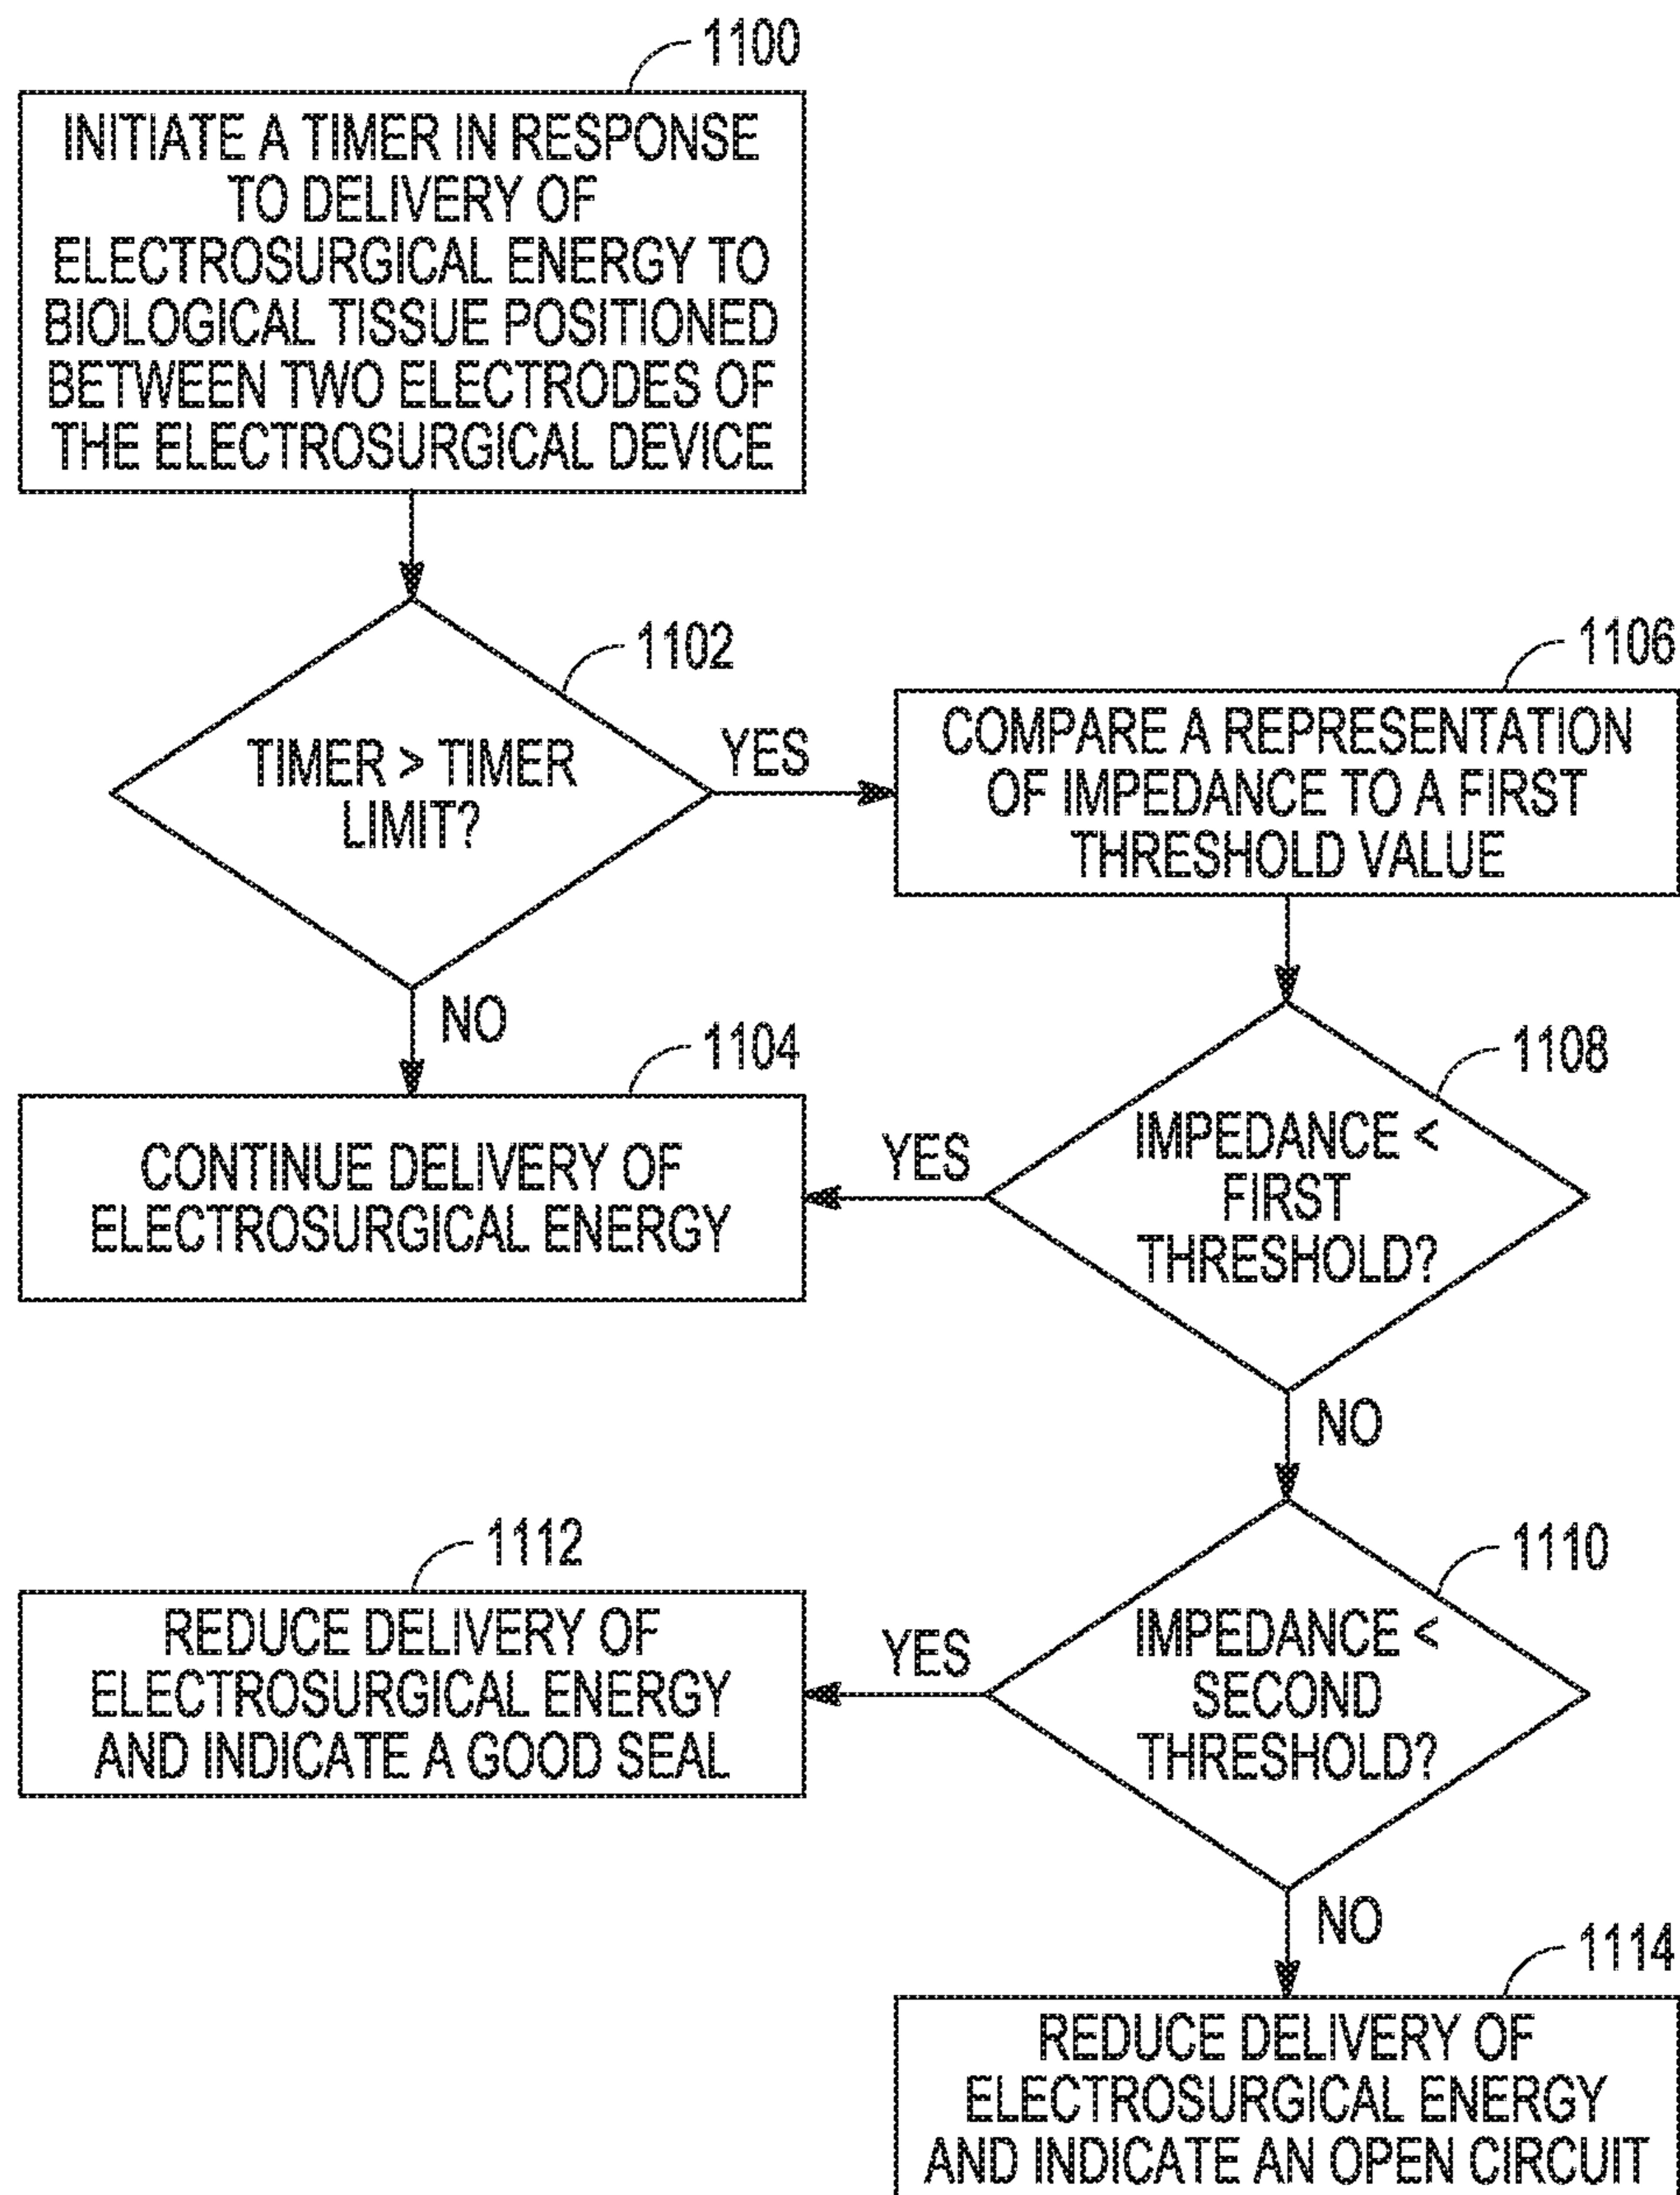 1100
INITIATE A TIMER IN RESPONSE
TO DELIVERY OF
ELECTROSURGICAL ENERGY TO
BIOLOGICAL TISSUE POSITIONED
BETWEEN TWO ELECTRODES OF
THE ELECTROSURGICAL DEVICE
1102
TIMER > TIMER
LIMIT?
YES
NO
1106
COMPARE A REPRESENTATION
OF IMPEDANCE TO A FIRST
THRESHOLD VALUE
1104
CONTINUE DELIVERY OF
ELECTROSURGICAL ENERGY
1108
IMPEDANCE <
FIRST
THRESHOLD?
YES
NO
1110
IMPEDANCE <
SECOND
THRESHOLD?
YES
NO
1112
REDUCE DELIVERY OF
ELECTROSURGICAL ENERGY
AND INDICATE A GOOD SEAL
1114
REDUCE DELIVERY OF
ELECTROSURGICAL ENERGY
AND INDICATE AN OPEN CIRCUIT